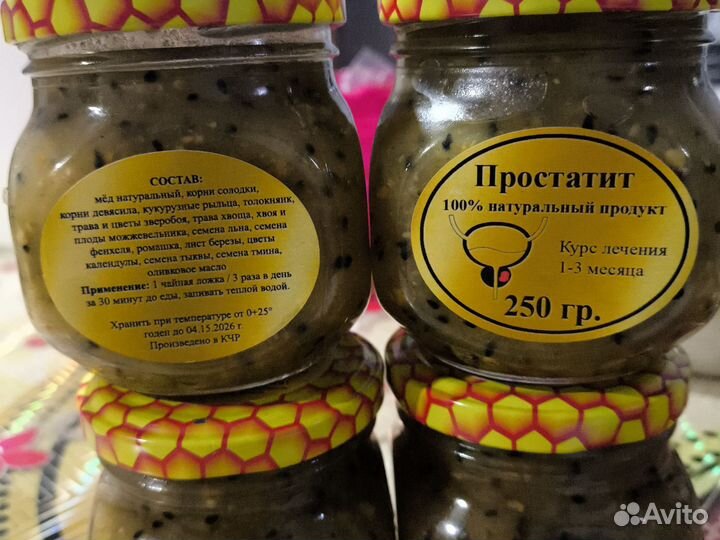 СОСТАВ:
мёд натуральный, корни солодки,
корни девясила, кукурузные рыльца, толокнянк
трава и цветы зверобоя, трава хвоща, хвоя и
плоды можжевельника, семена льна, семена
фенхеля, ромашка, лист березы, цветы
календулы, семена тыквы, семена тмина,
оливковое масло
Применение: 1 чайная ложка / 3 раза в день
за 30 минут до еды, запивать теплой водой.
Хранить при температуре от 0+25°
годен до 04.15.2026 г.
Произведено в КЧР
Простатит
100% натуральный продукт
Курс лечения
1-3 месяца
250 гр.
Avito